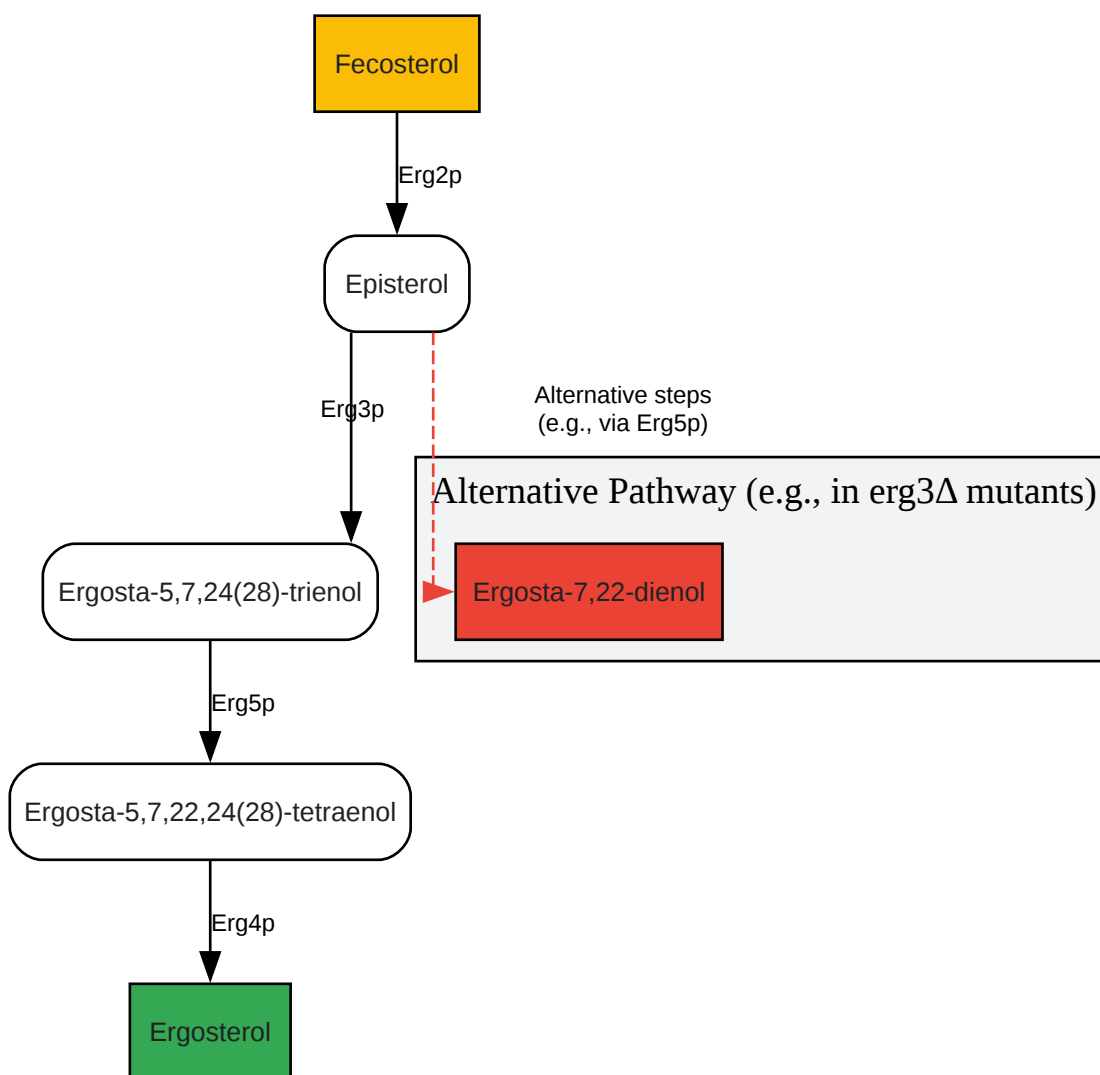 Fecosterol
Erg2p
Episterol
Erg3p
Alternative steps
(e.g., via Erg5p)
Alternative Pathway (e.g., in erg3Δ mutants)
Ergosta-5,7,24(28)-trienol
Ergosta-7,22-dienol
Erg5p
Ergosta-5,7,22,24(28)-tetraenol
Erg4p
Ergosterol